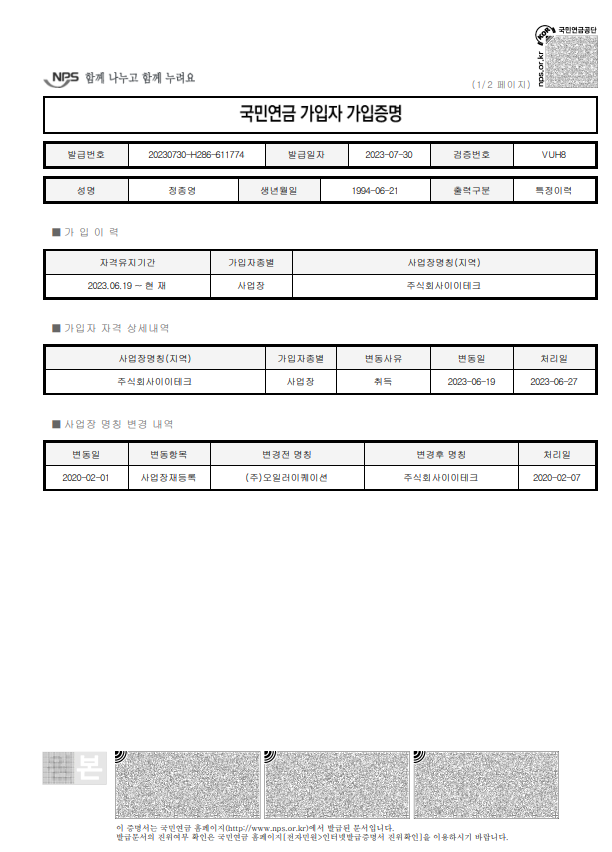 국민연금공단
KOR
nps.or.kr
NPS 함께 나누고 함께 누려요
(1/2 페이지)
국민연금 가입자 가입증명
발급번호 20230730-H286-611774 발급일자 2023-07-30 검증번호 VUH8
성명 정종영 생년월일 1994-06-21 출력구분 특정이력
■ 가 입 이 력
자격유지기간 가입자종별 사업장명칭(지역)
2023.06.19 - 현 재 사업장 주식회사이이테크
■ 가입자 자격 상세내역
사업장명칭(지역) 가입자종별 변동사유 변동일 처리일
주식회사이이테크 사업장 취득 2023-06-19 2023-06-27
■ 사업장 명칭 변경 내역
변동일 변동항목 변경전 명칭 변경후 명칭 처리일
2020-02-01 사업장재등록 (주)오일러이퀘이션 주식회사이이테크 2020-02-07
본
이 증명서는 국민연금 홈페이지(http://www.nps.or.kr)에서 발급된 문서입니다.
발급문서의 진위여부 확인은 국민연금 홈페이지[전자민원>인터넷발급증명서 진위확인]을 이용하시기 바랍니다.